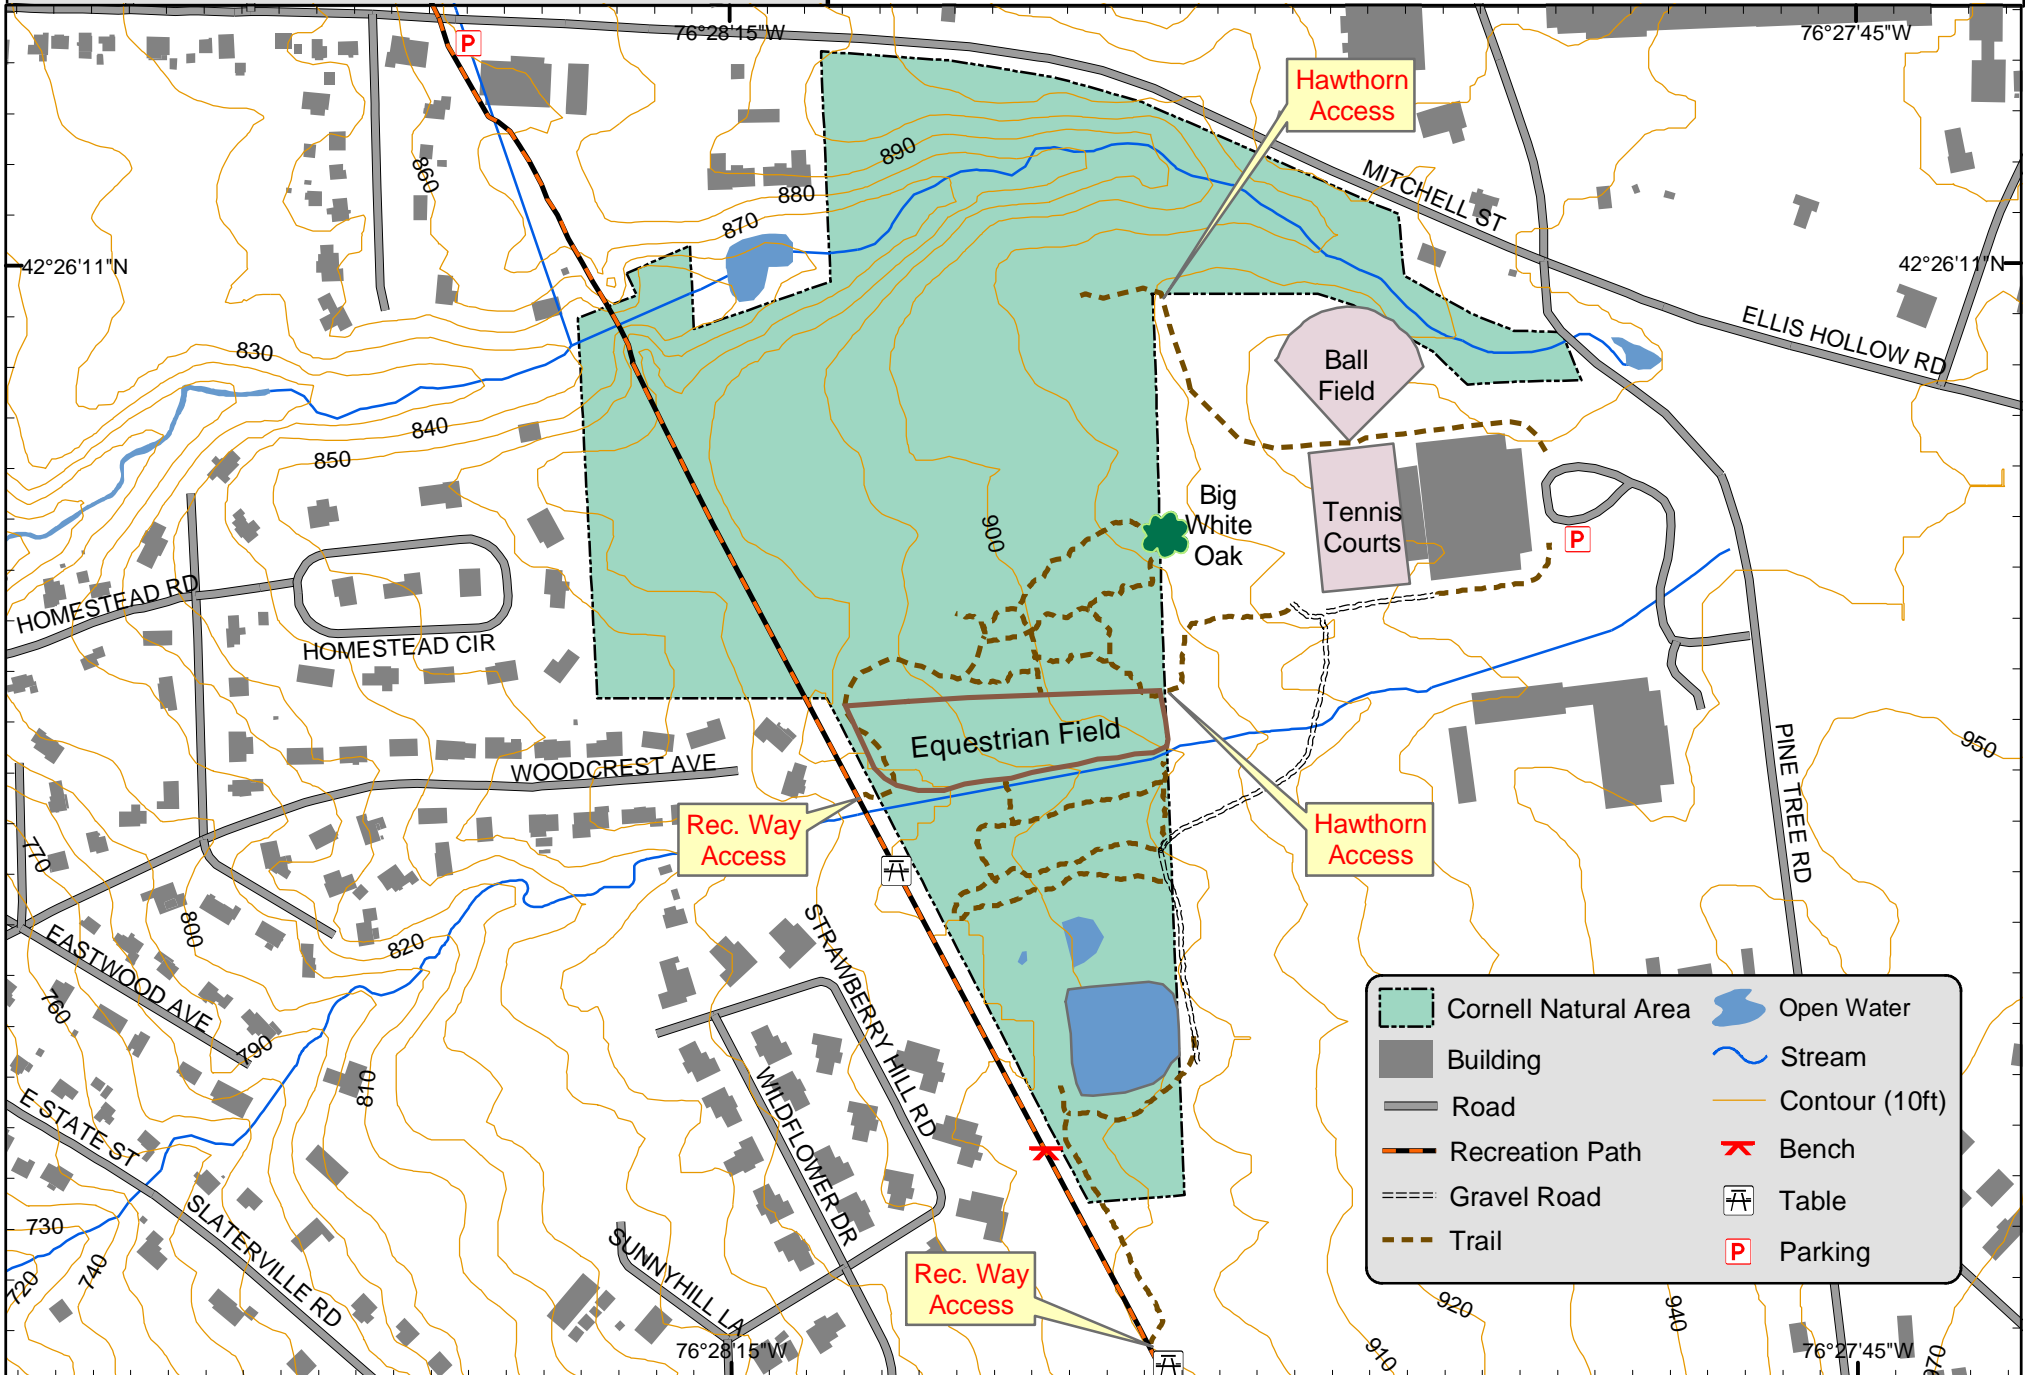 76°28'15"W
76°27'45"W
P
Hawthorn
Access
890
860
880
MITCHELL ST
870
42°26'11"N
42°26'11"N
ELLIS HOLLOW RD
830
Ball
Field
840
850
Big
White
Oak
900
Tennis
Courts
P
HOMESTEAD RD
HOMESTEAD CIR
Equestrian Field
PINE TREE RD
950
WOODCREST AVE
Rec. Way
Access
Hawthorn
Access
770
800
820
STRAWBERRY HILL RD
EASTWOOD AVE
760
790
810
WILDFLOWER DR
E STATE ST
SLATERVILLE RD
730
720
740
SUNNYHILL LA
Rec. Way
Access
76°28'15"W
910
920
940
970
76°27'45"W
Cornell Natural Area
Building
Road
Recreation Path
Gravel Road
Trail
Open Water
Stream
Contour (10ft)
Bench
Table
P
Parking